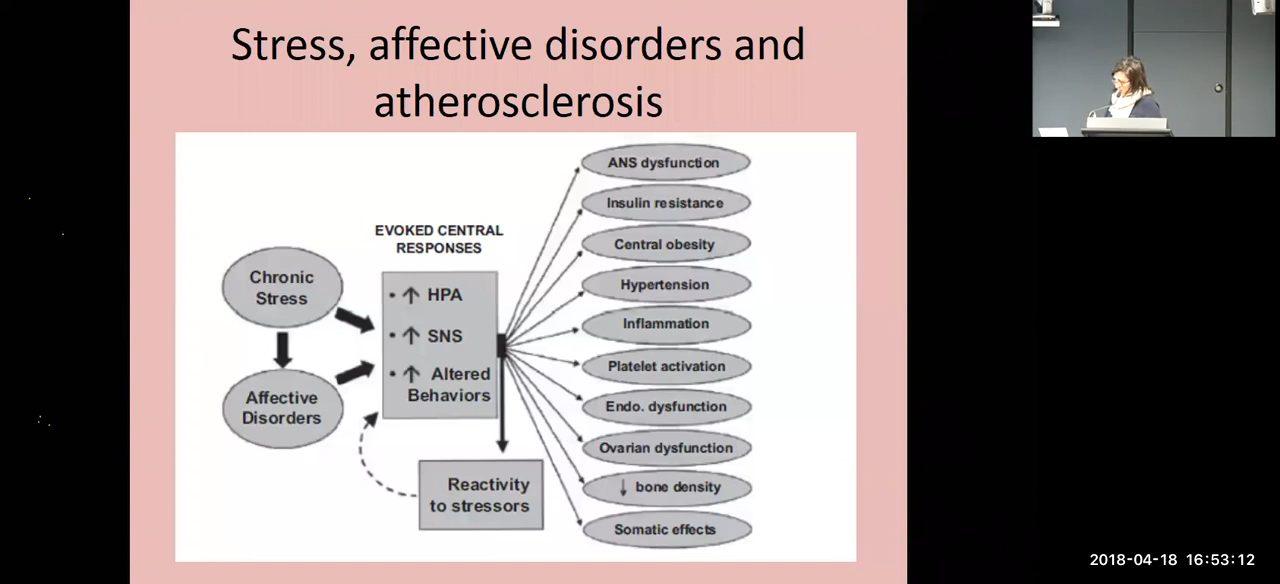 Stress, affective disorders and
atherosclerosis
EVOKED CENTRAL
RESPONSES
Chronic
Stress
Affective
Disorders
• ↑ HPA
• ↑ SNS
• ↑ Altered
Behaviors
Reactivity
to stressors
ANS dysfunction
Insulin resistance
Central obesity
Hypertension
Inflammation
Platelet activation
Endo. dysfunction
Ovarian dysfunction
↓ bone density
Somatic effects
2018-04-18 16:53:12